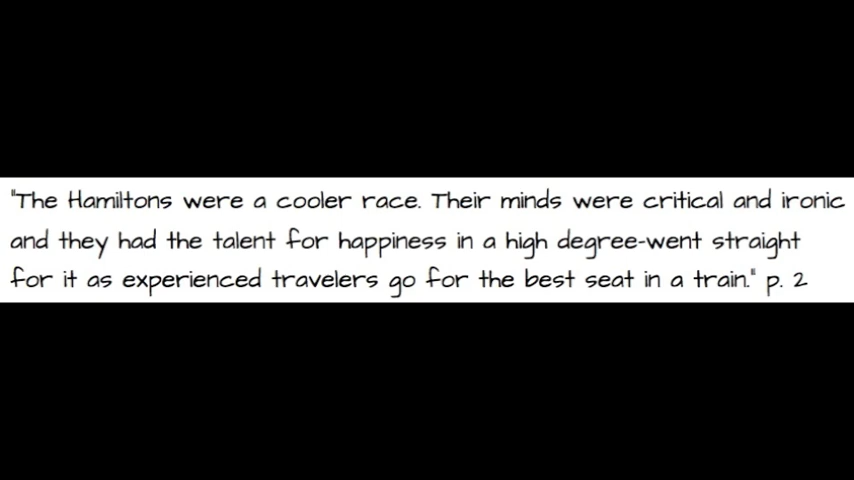 "The Hamiltons were a cooler race. Their minds were critical and ironic
and they had the talent for happiness in a high degree-went straight
for it as experienced travelers go for the best seat in a train." p. 2